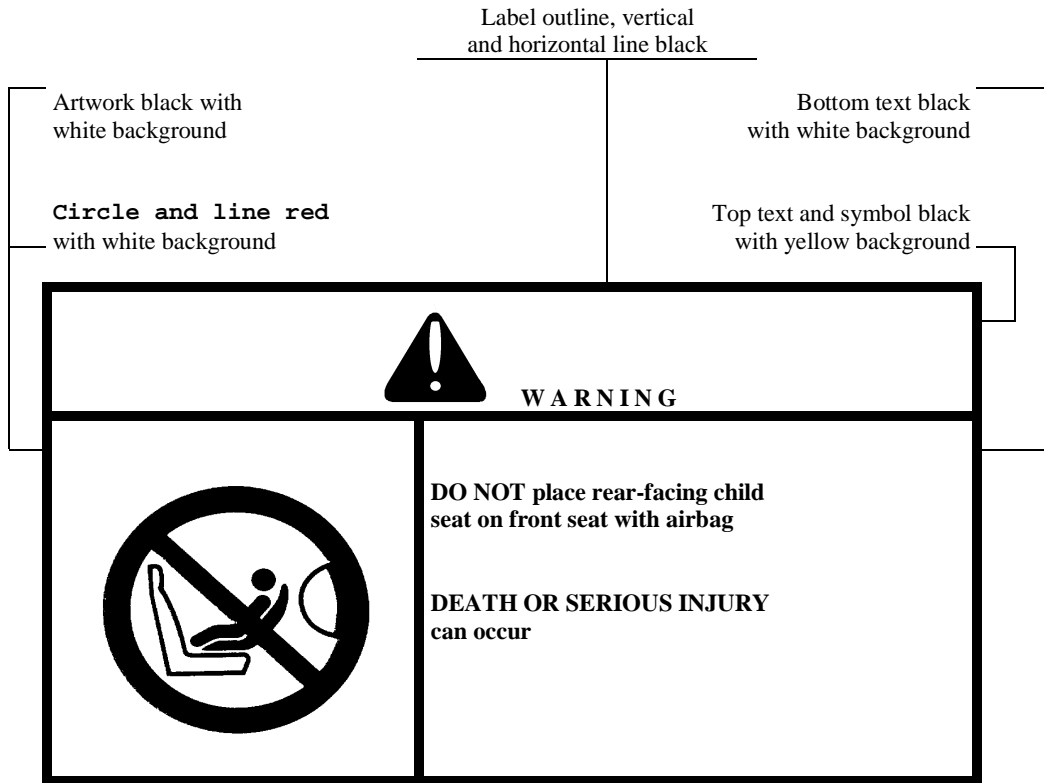 Label outline, vertical
and horizontal line black
Artwork black with
white background
Bottom text black
with white background
Circle and line red
with white background
Top text and symbol black
with yellow background
WARNING
DO NOT place rear-facing child
seat on front seat with airbag
DEATH OR SERIOUS INJURY
can occur